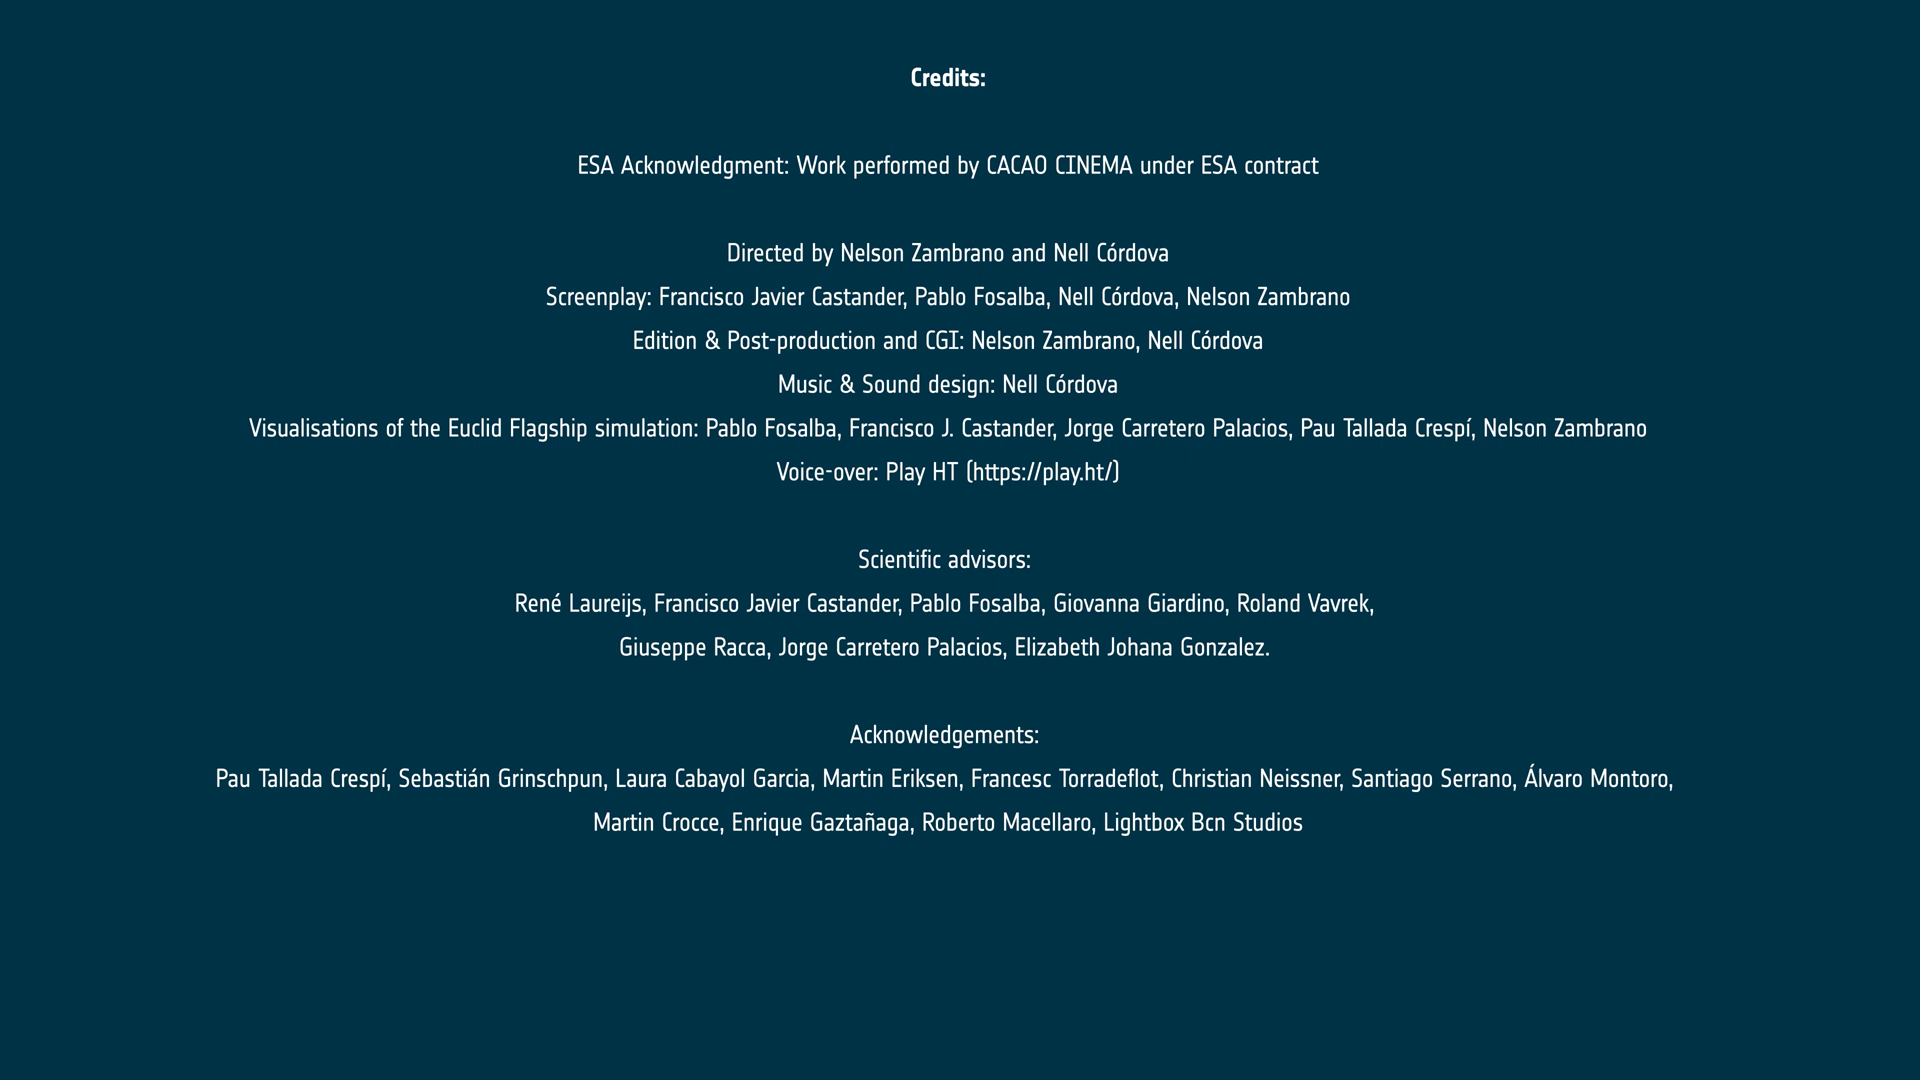 Credits:
ESA Acknowledgment: Work performed by CACAO CINEMA under ESA contract
Directed by Nelson Zambrano and Nell Córdova
Screenplay: Francisco Javier Castander, Pablo Fosalba, Nell Córdova, Nelson Zambrano
Edition & Post-production and CGI: Nelson Zambrano, Nell Córdova
Music & Sound design: Nell Córdova
Visualisations of the Euclid Flagship simulation: Pablo Fosalba, Francisco J. Castander, Jorge Carretero Palacios, Pau Tallada Crespí, Nelson Zambrano
Voice-over: Play HT (https://play.ht/)
Scientific advisors:
René Laureijs, Francisco Javier Castander, Pablo Fosalba, Giovanna Giardino, Roland Vavrek,
Giuseppe Racca, Jorge Carretero Palacios, Elizabeth Johana Gonzalez.
Acknowledgements:
Pau Tallada Crespí, Sebastián Grinschpun, Laura Cabayol Garcia, Martin Eriksen, Francesc Torradeflot, Christian Neissner, Santiago Serrano, Álvaro Montoro,
Martin Crocce, Enrique Gaztañaga, Roberto Macellaro, Lightbox Bcn Studios